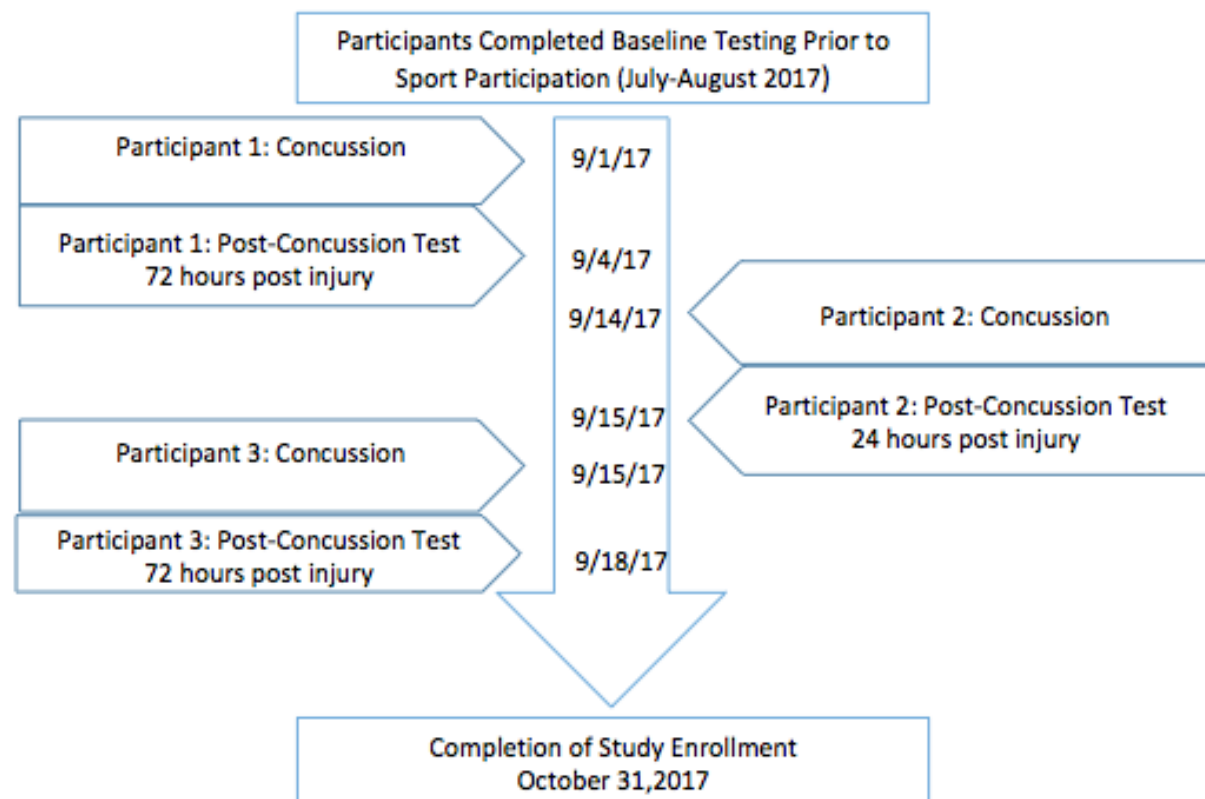 Participants Completed Baseline Testing Prior to
Sport Participation (July-August 2017)
Participant 1: Concussion
9/1/17
Participant 1: Post-Concussion Test
72 hours post injury
9/4/17
9/14/17
Participant 2: Concussion
9/15/17
Participant 2: Post-Concussion Test
24 hours post injury
Participant 3: Concussion
9/15/17
Participant 3: Post-Concussion Test
72 hours post injury
9/18/17
Completion of Study Enrollment
October 31,2017